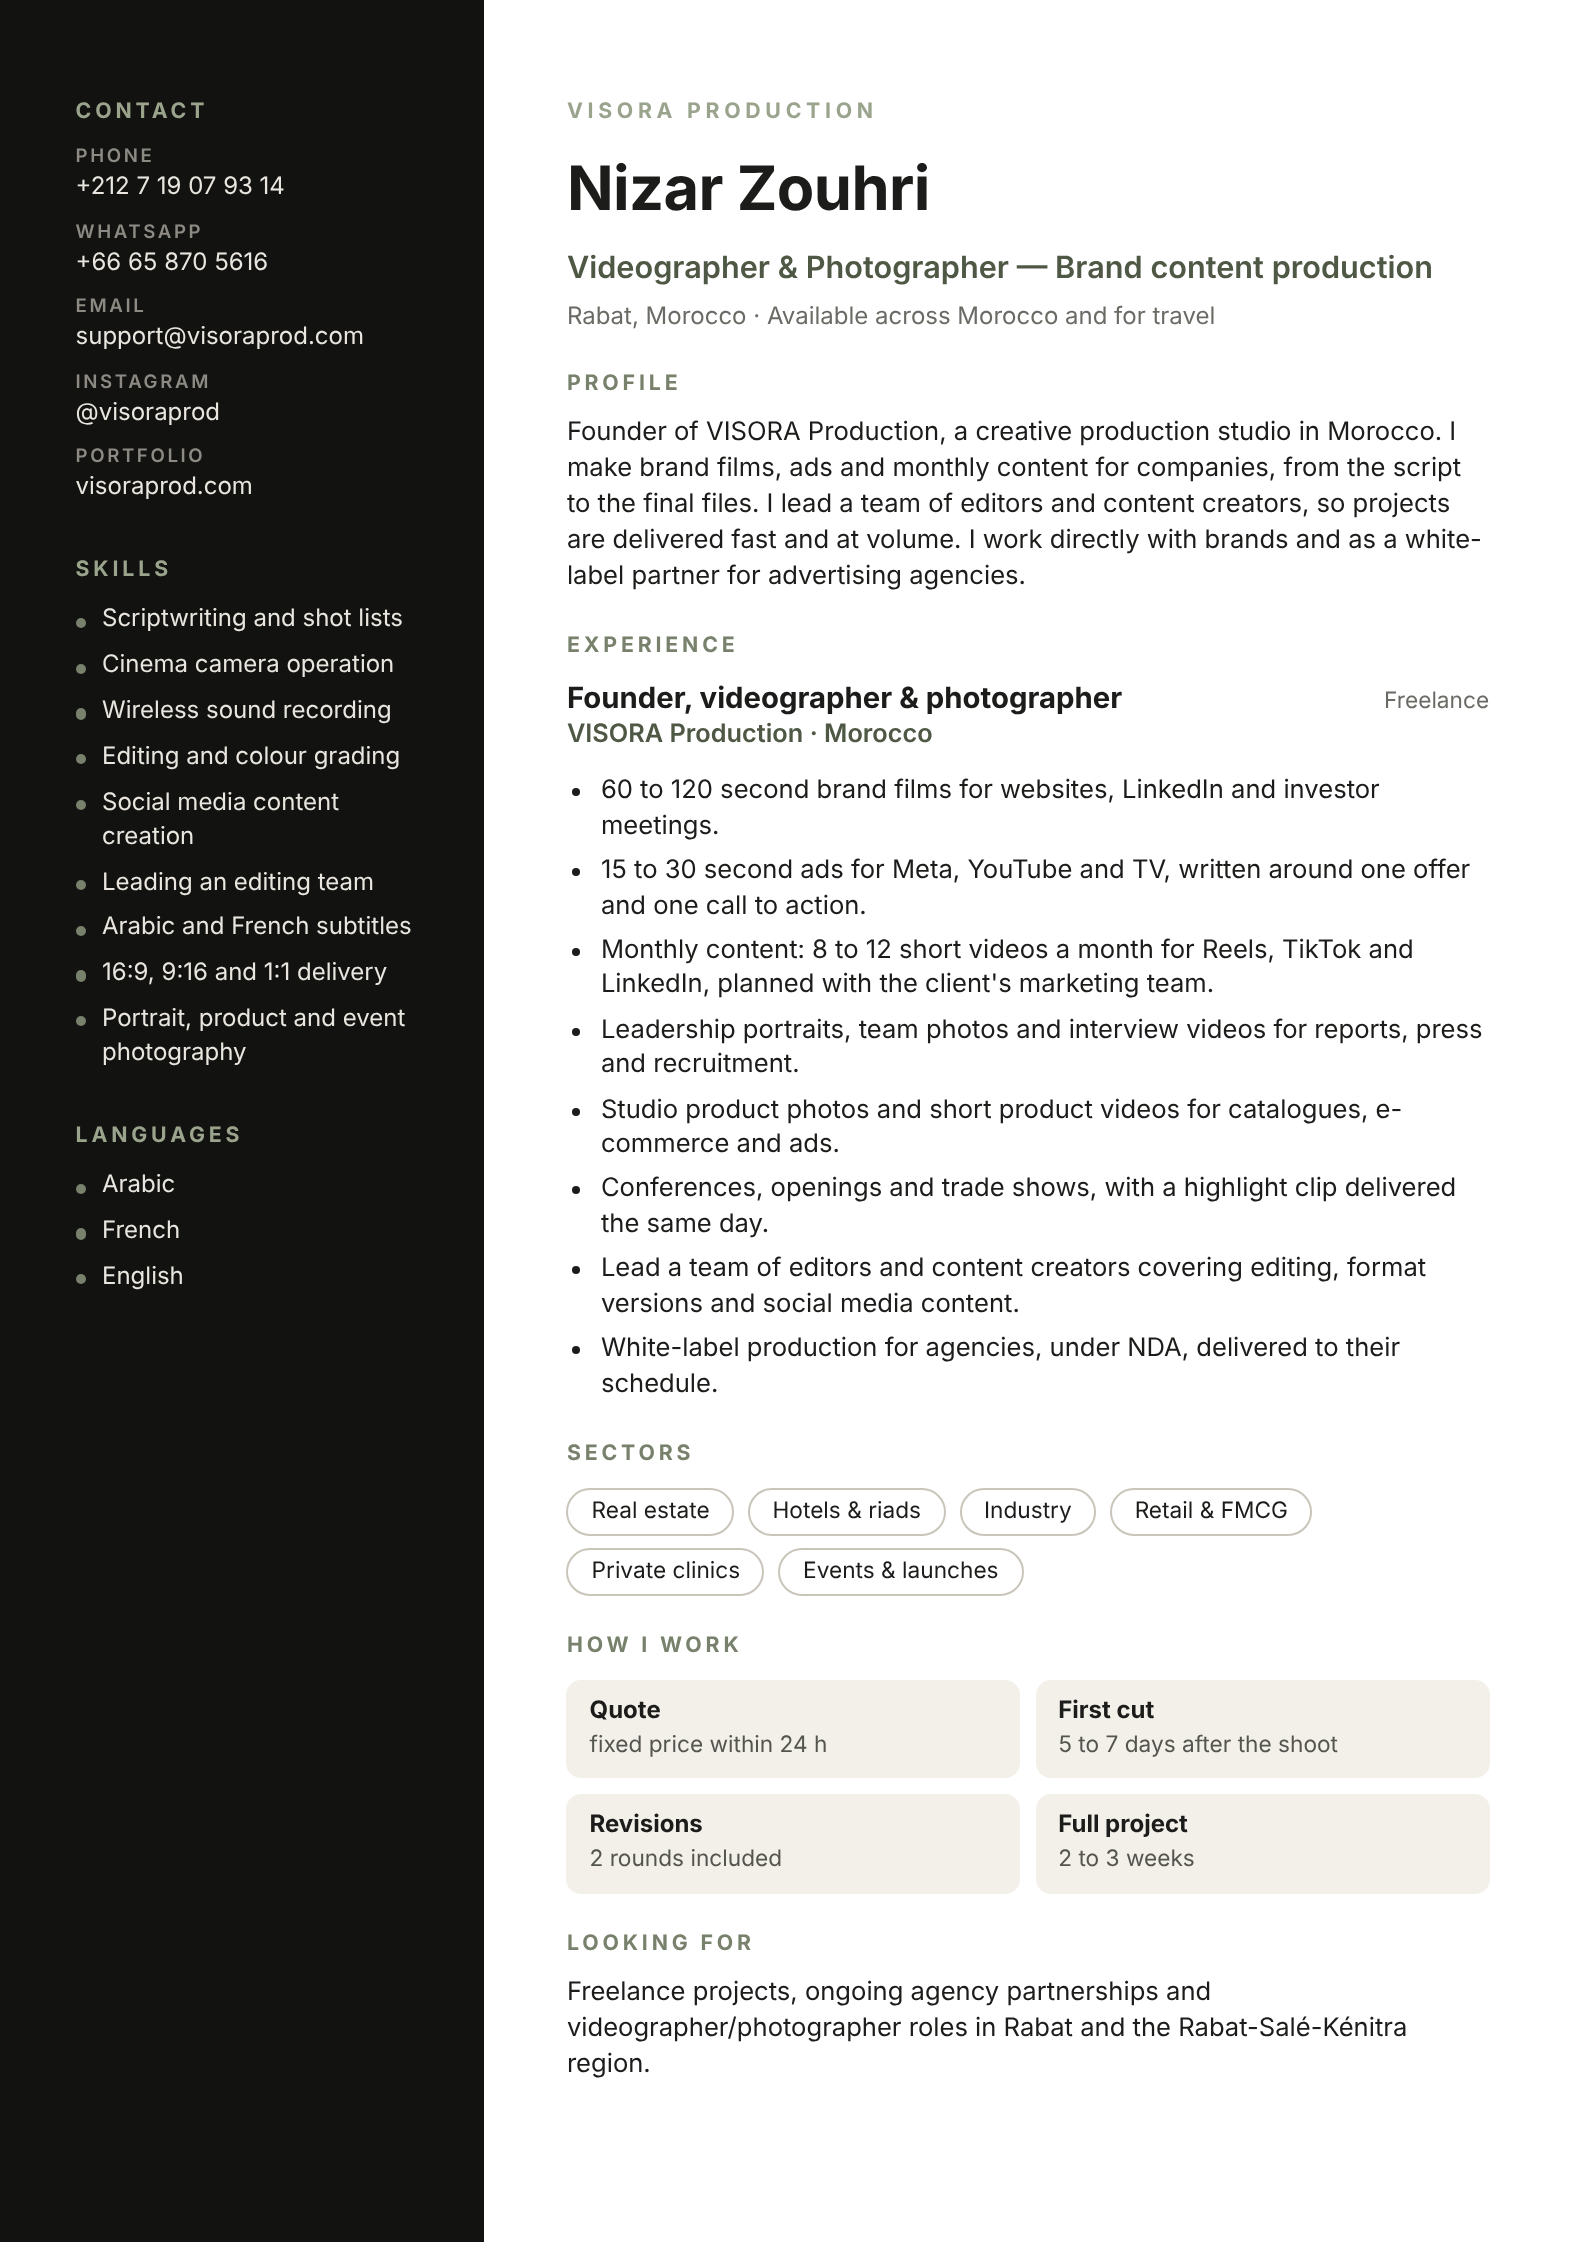 CONTACT
PHONE
+212 7 19 07 93 14
WHATSAPP
+66 65 870 5616
EMAIL
support@visoraprod.com
INSTAGRAM
@visoraprod
PORTFOLIO
visoraprod.com
SKILLS
Scriptwriting and shot lists
Cinema camera operation
Wireless sound recording
Editing and colour grading
Social media content
creation
Leading an editing team
Arabic and French subtitles
16:9, 9:16 and 1:1 delivery
Portrait, product and event
photography
LANGUAGES
Arabic
French
English
VISORA PRODUCTION
Nizar Zouhri
Videographer & Photographer — Brand content production
Rabat, Morocco · Available across Morocco and for travel
PROFILE
Founder of VISORA Production, a creative production studio in Morocco. I
make brand films, ads and monthly content for companies, from the script
to the final files. I lead a team of editors and content creators, so projects
are delivered fast and at volume. I work directly with brands and as a white-
label partner for advertising agencies.
EXPERIENCE
Founder, videographer & photographer Freelance
VISORA Production · Morocco
• 60 to 120 second brand films for websites, LinkedIn and investor
meetings.
• 15 to 30 second ads for Meta, YouTube and TV, written around one offer
and one call to action.
• Monthly content: 8 to 12 short videos a month for Reels, TikTok and
LinkedIn, planned with the client's marketing team.
• Leadership portraits, team photos and interview videos for reports, press
and recruitment.
• Studio product photos and short product videos for catalogues, e-
commerce and ads.
• Conferences, openings and trade shows, with a highlight clip delivered
the same day.
• Lead a team of editors and content creators covering editing, format
versions and social media content.
• White-label production for agencies, under NDA, delivered to their
schedule.
SECTORS
Real estate Hotels & riads Industry Retail & FMCG
Private clinics Events & launches
HOW I WORK
Quote
fixed price within 24 h
First cut
5 to 7 days after the shoot
Revisions
2 rounds included
Full project
2 to 3 weeks
LOOKING FOR
Freelance projects, ongoing agency partnerships and
videographer/photographer roles in Rabat and the Rabat-Salé-Kénitra
region.